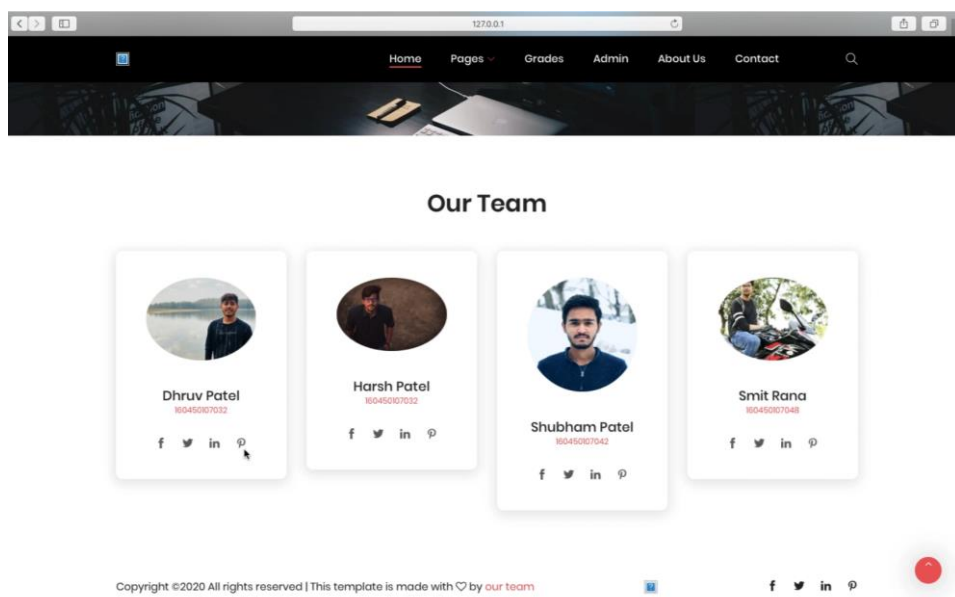 127.0.0.1
Home Pages Grades Admin About Us Contact
Our Team
Dhruv Patel
160450107032
Harsh Patel
160450107032
Shubham Patel
160450107042
Smit Rana
160450107048
Copyright ©2020 All rights reserved | This template is made with ♡ by our team